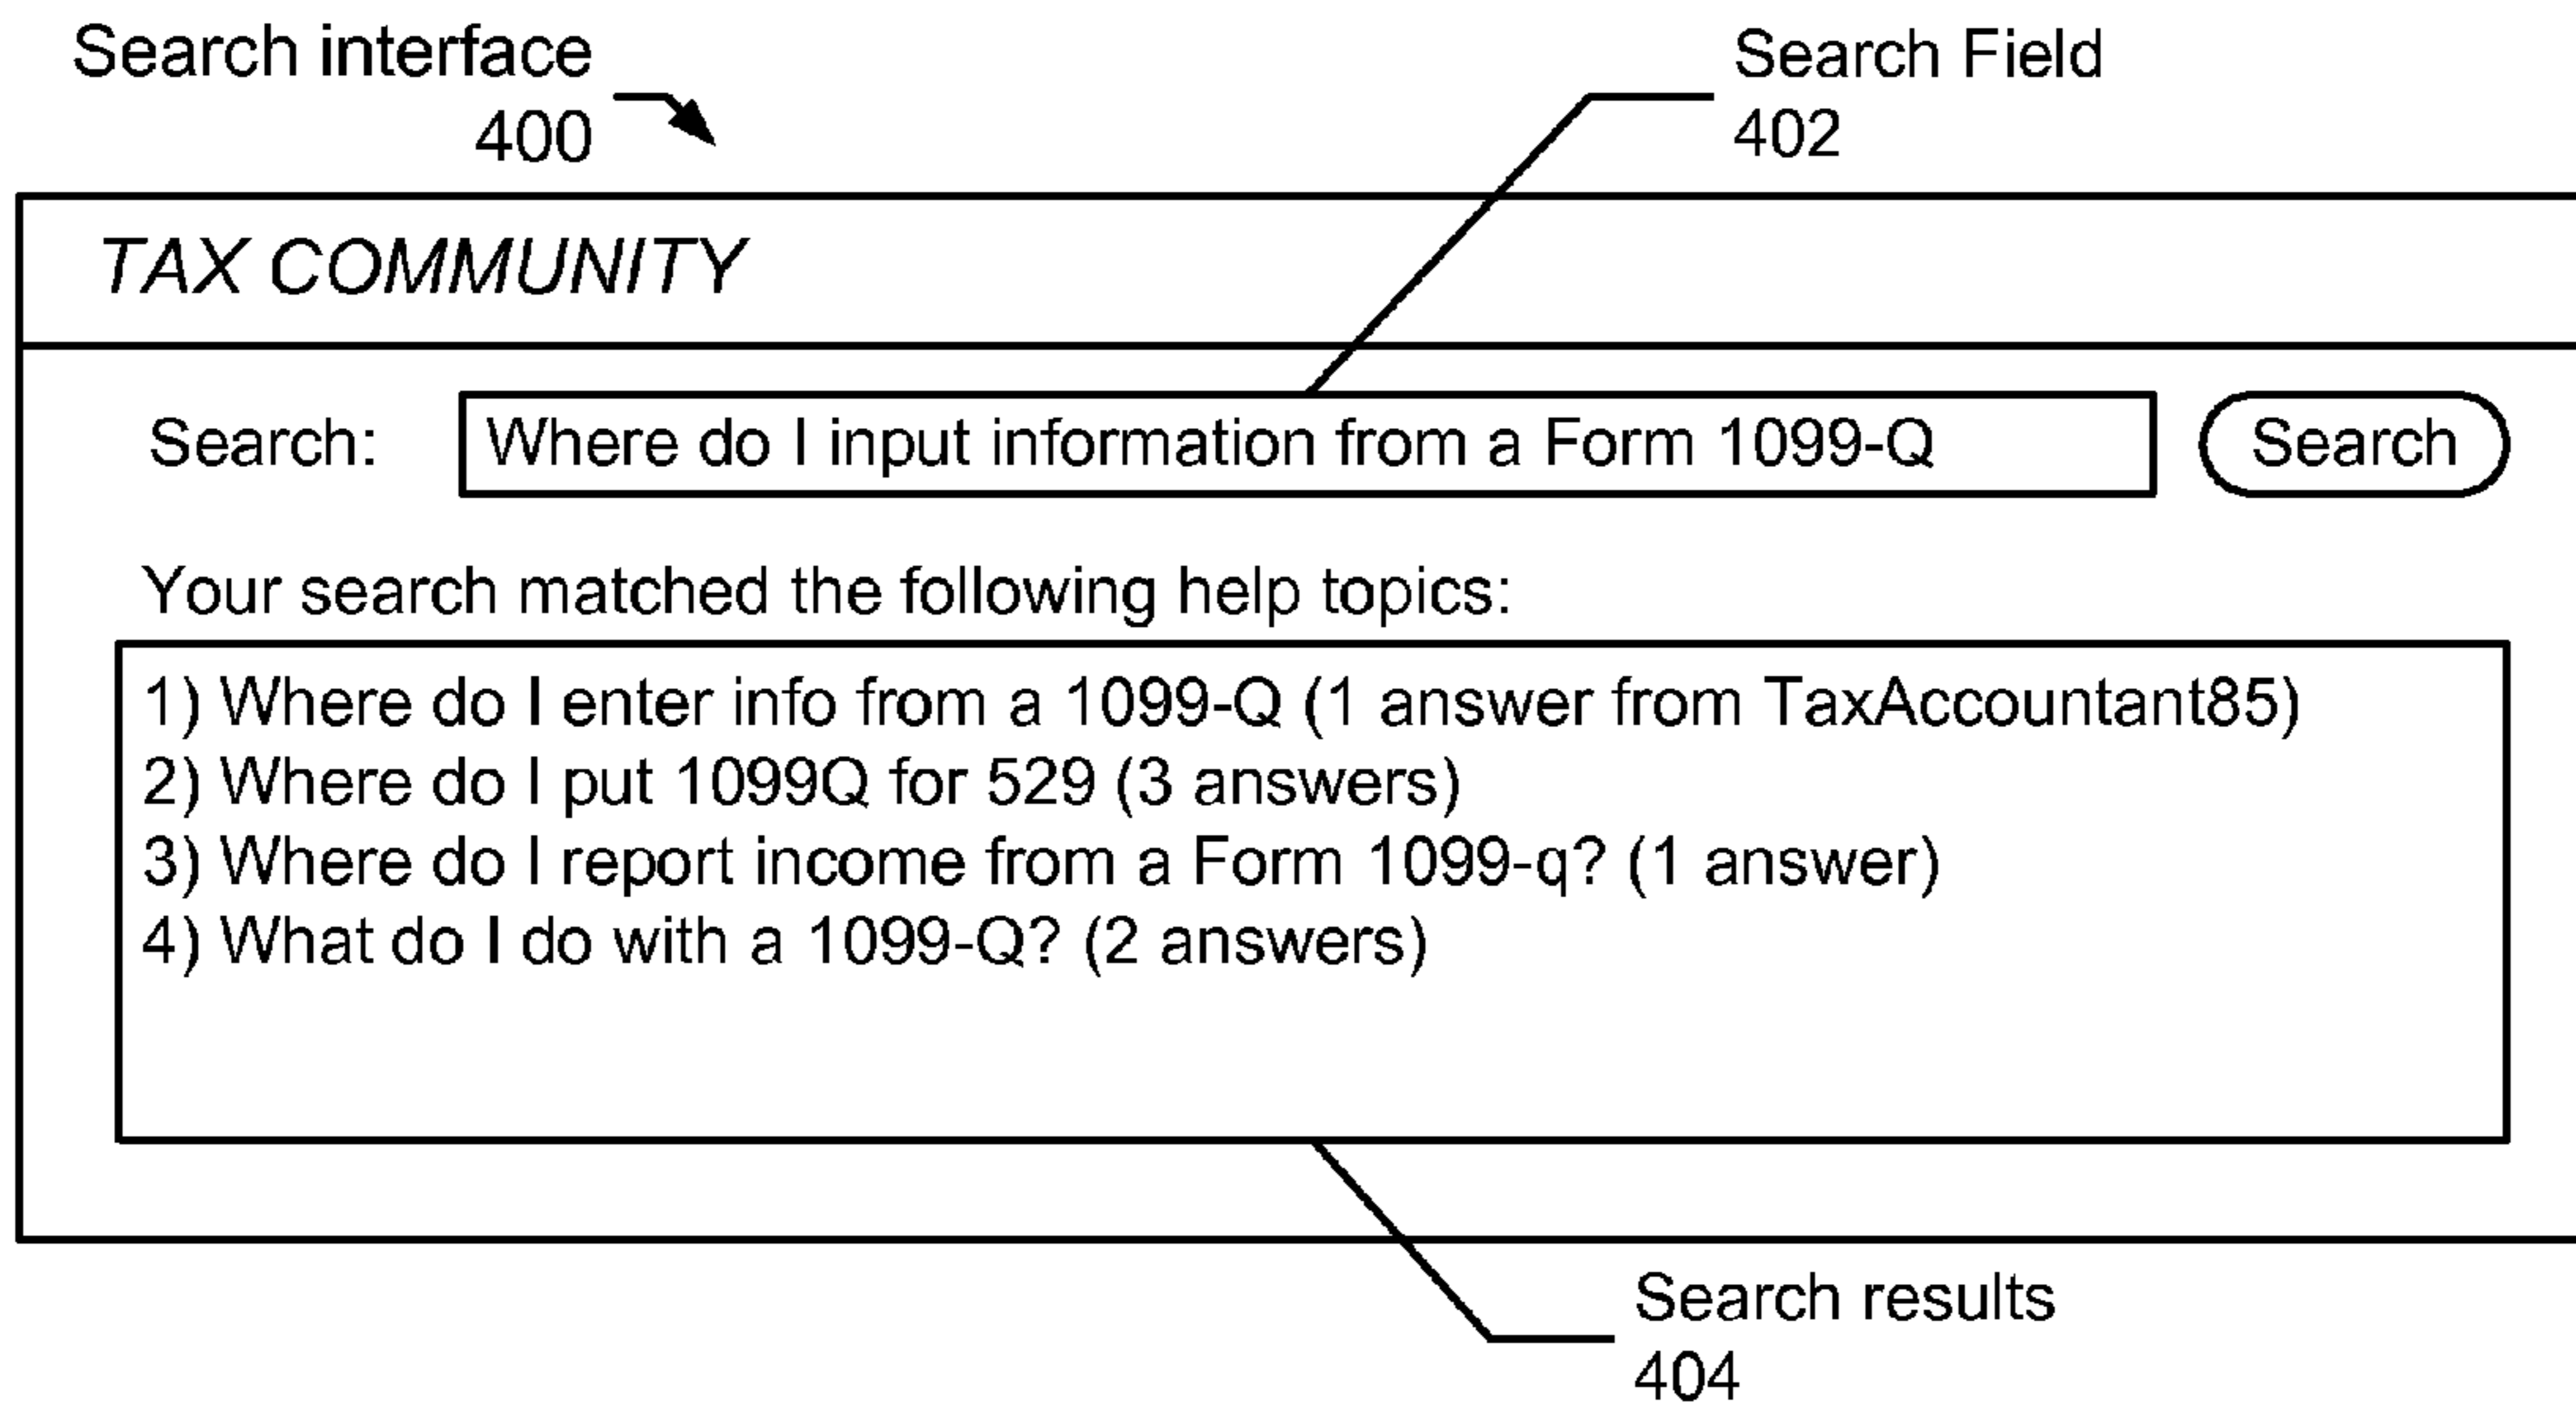 Search interface
400
Search Field
402
TAX COMMUNITY
Search: Where do I input information from a Form 1099-Q Search
Your search matched the following help topics:
1) Where do I enter info from a 1099-Q (1 answer from TaxAccountant85)
2) Where do I put 1099Q for 529 (3 answers)
3) Where do I report income from a Form 1099-q? (1 answer)
4) What do I do with a 1099-Q? (2 answers)
Search results
404